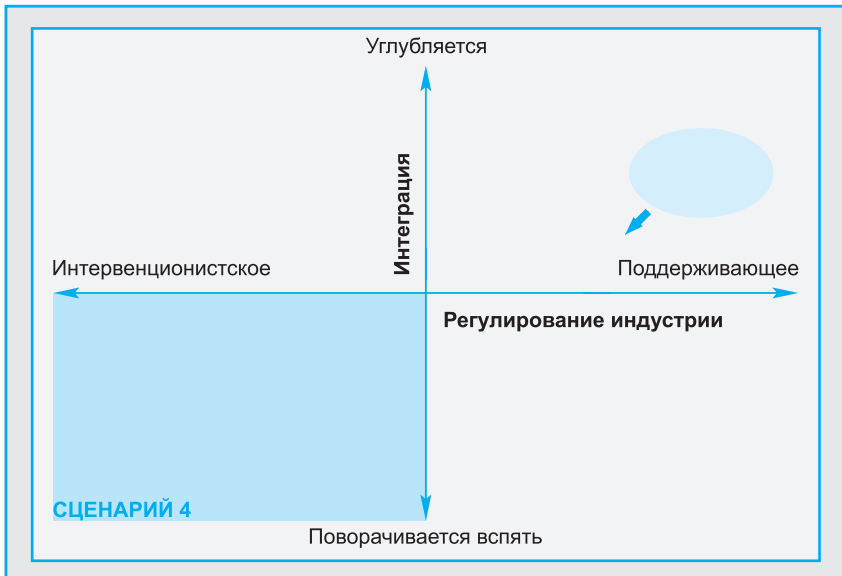 Углубляется
Интеграция
Интервенционистское
Поддерживающее
Регулирование индустрии
СЦЕНАРИЙ 4
Поворачивается вспять